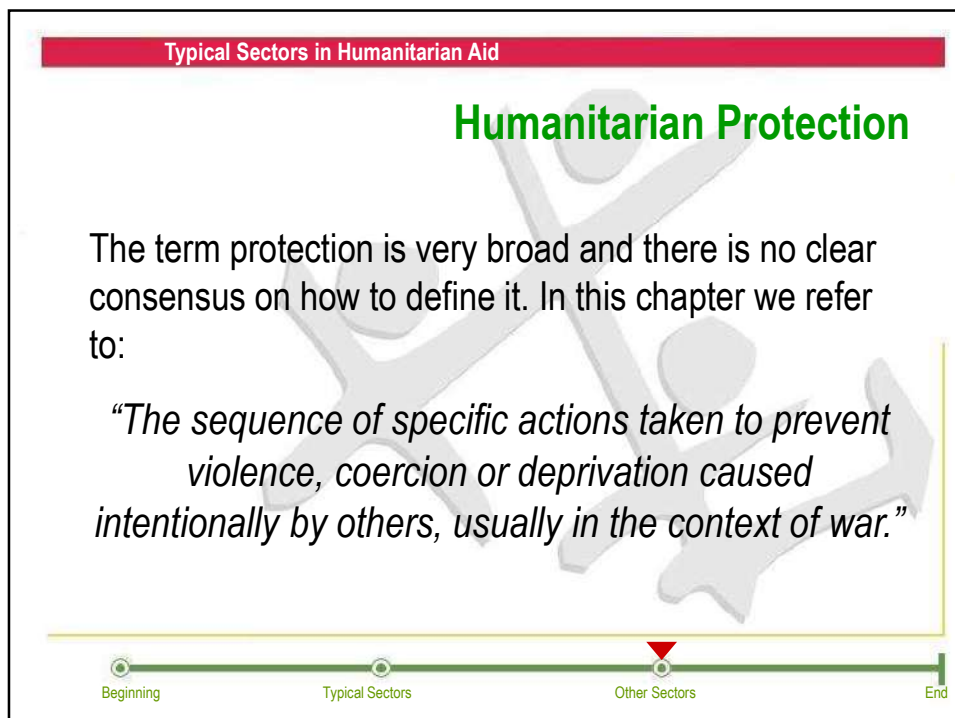 Typical Sectors in Humanitarian Aid
Humanitarian Protection
The term protection is very broad and there is no clear
consensus on how to define it. In this chapter we refer
to:
“The sequence of specific actions taken to prevent
violence, coercion or deprivation caused
intentionally by others, usually in the context of war.”
Beginning
Typical Sectors
Other Sectors
End